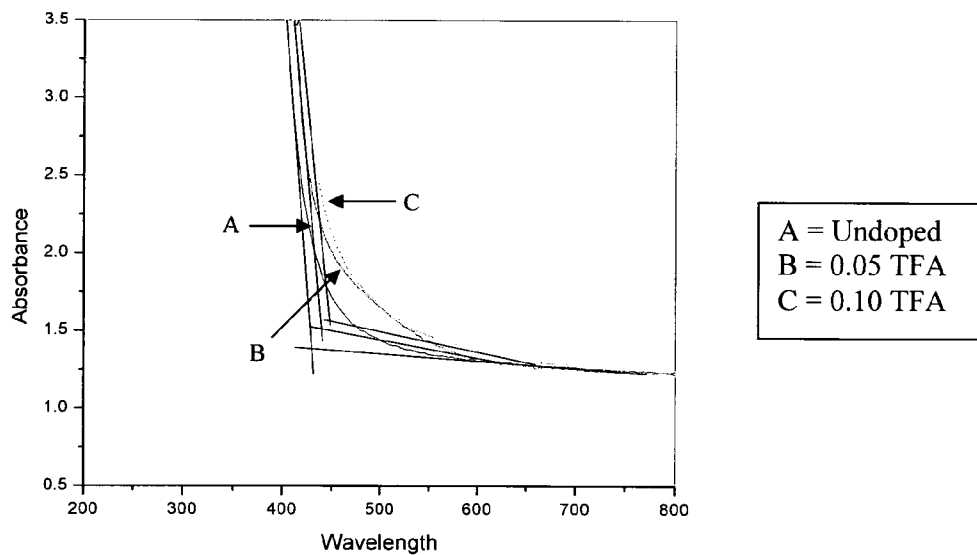 3.5
3.0
2.5
2.0
1.5
1.0
0.5
200
300
400
500
600
700
800
Absorbance
Wavelength
A
B
C
A = Undoped
B = 0.05 TFA
C = 0.10 TFA